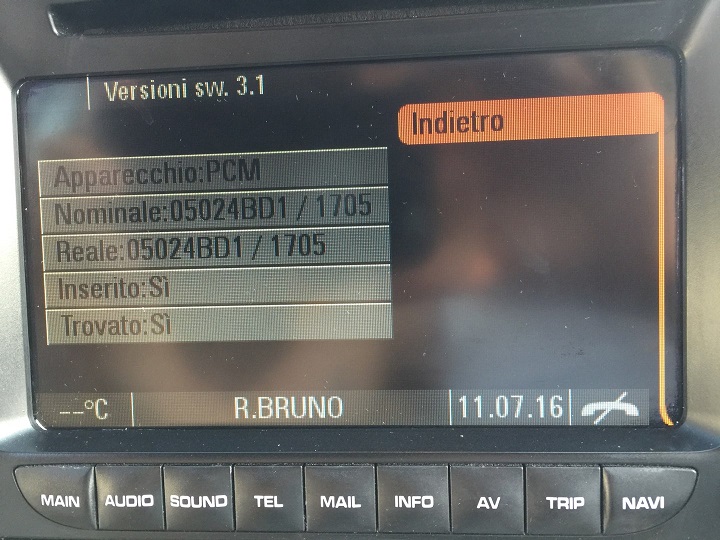 Versioni sw. 3.1
Indietro
Apparecchio:PCM
Nominale:05024BD1 / 1705
Reale:05024BD1 / 1705
Inserito:Sì
Trovato:Sì
--°C R.BRUNO 11.07.16
MAIN AUDIO SOUND TEL MAIL INFO AV TRIP NAVI